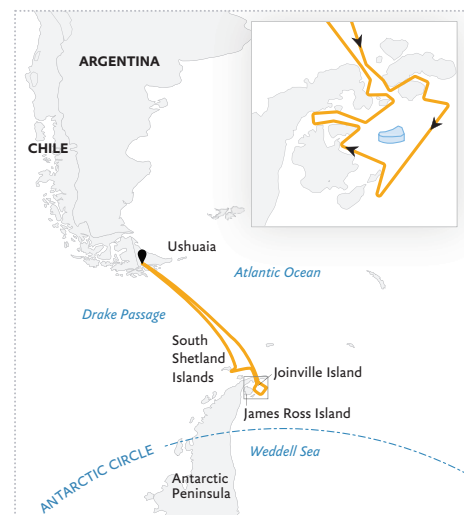 ARGENTINA
CHILE
Ushuaia
Atlantic Ocean
Drake Passage
South
Shetland
Islands
Joinville Island
James Ross Island
ANTARCTIC CIRCLE
Weddell Sea
Antarctic
Peninsula